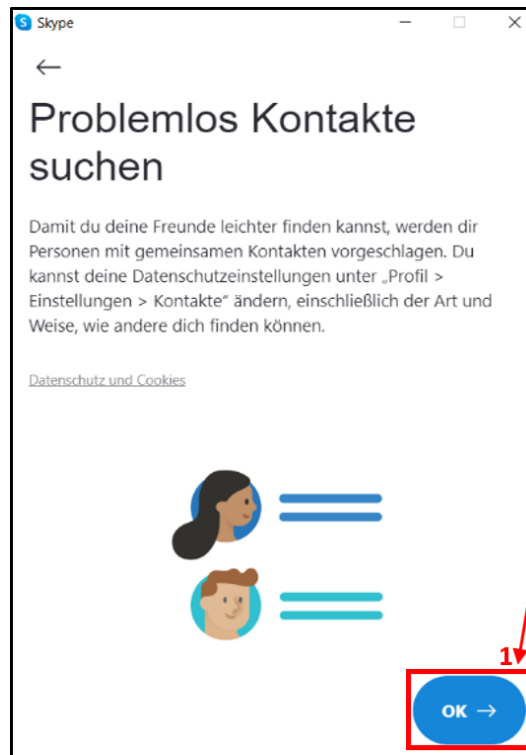 Skype
Problemlos Kontakte
suchen
Damit du deine Freunde leichter finden kannst, werden dir
Personen mit gemeinsamen Kontakten vorgeschlagen. Du
kannst deine Datenschutzeinstellungen unter „Profil >
Einstellungen > Kontakte“ ändern, einschließlich der Art und
Weise, wie andere dich finden können.
Datenschutz und Cookies
1
OK